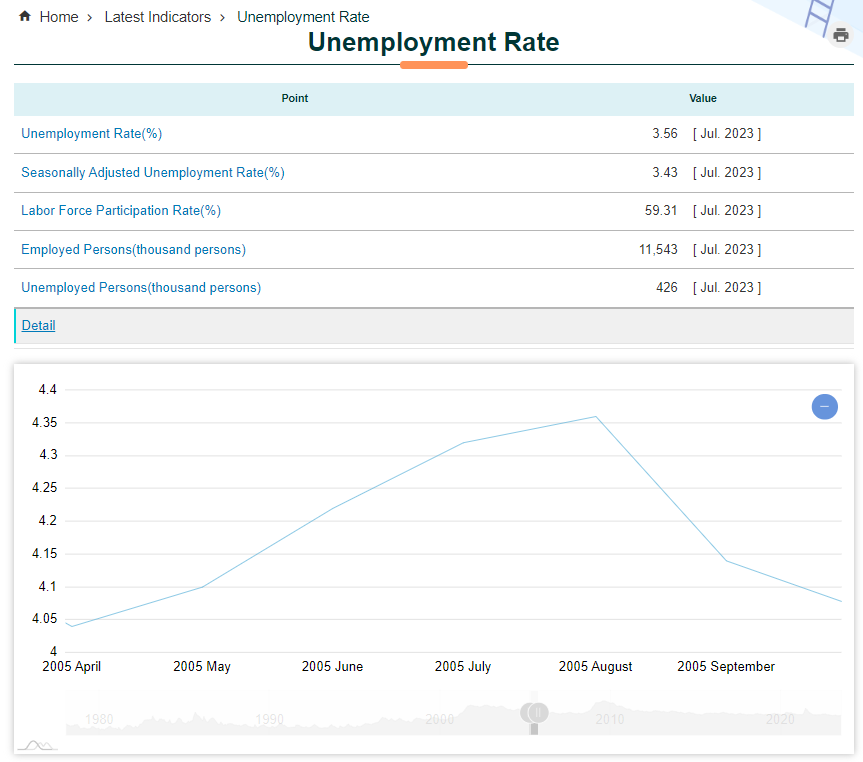 Home > Latest Indicators > Unemployment Rate
Unemployment Rate
Point Value
Unemployment Rate(%) 3.56 [ Jul. 2023 ]
Seasonally Adjusted Unemployment Rate(%) 3.43 [ Jul. 2023 ]
Labor Force Participation Rate(%) 59.31 [ Jul. 2023 ]
Employed Persons(thousand persons) 11,543 [ Jul. 2023 ]
Unemployed Persons(thousand persons) 426 [ Jul. 2023 ]
Detail
4.4
4.35
4.3
4.25
4.2
4.15
4.1
4.05
4
2005 April 2005 May 2005 June 2005 July 2005 August 2005 September
1980 1990 2000 2010 2020